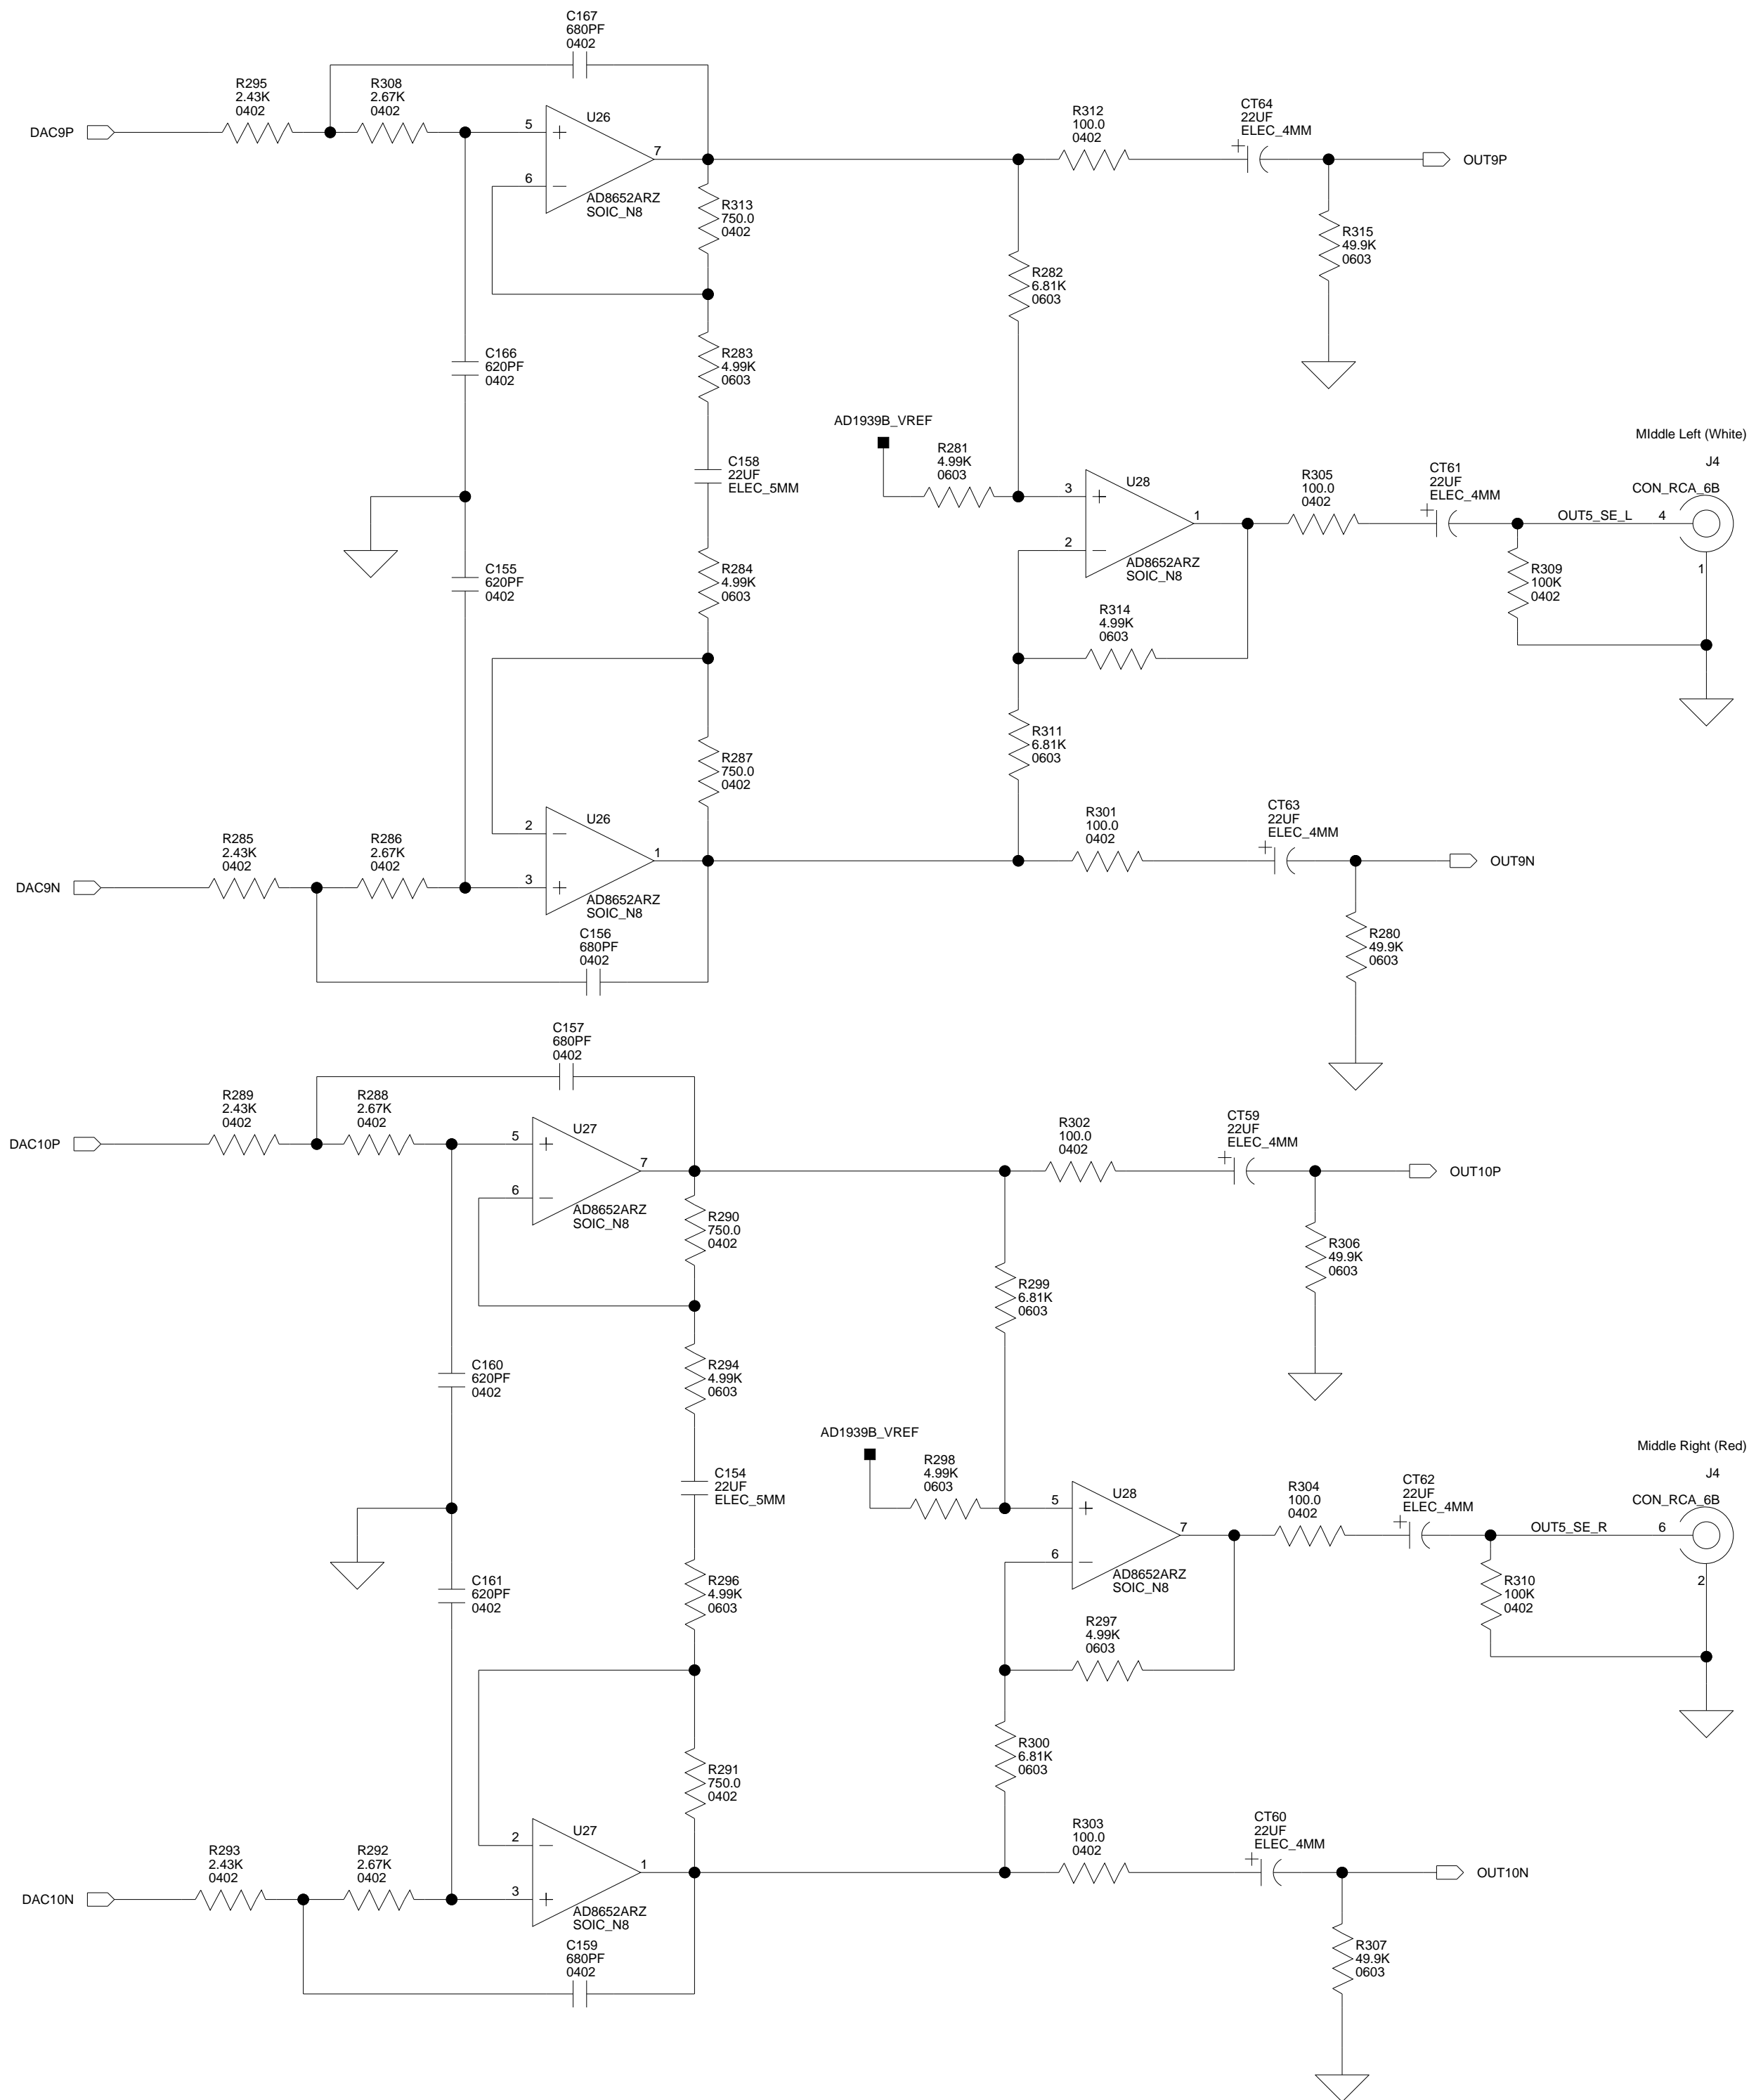 C167
680PF
0402
R295
2.43K
0402
R308
2.67K
0402
DAC9P
5
U26
7
6
AD8652ARZ
SOIC_N8
R313
750.0
0402
R312
100.0
0402
CT64
22UF
ELEC_4MM
+
OUT9P
R315
49.9K
0603
R282
6.81K
0603
R283
4.99K
0603
C166
620PF
0402
C158
22UF
ELEC_5MM
AD1939B_VREF
R281
4.99K
0603
3
U28
1
2
AD8652ARZ
SOIC_N8
R305
100.0
0402
CT61
22UF
ELEC_4MM
+
MIddle Left (White)
J4
CON_RCA_6B
OUT5_SE_L
4
1
R309
100K
0402
C155
620PF
0402
R284
4.99K
0603
R314
4.99K
0603
R311
6.81K
0603
R287
750.0
0402
R285
2.43K
0402
R286
2.67K
0402
DAC9N
2
U26
1
3
AD8652ARZ
SOIC_N8
R301
100.0
0402
CT63
22UF
ELEC_4MM
+
OUT9N
R280
49.9K
0603
C156
680PF
0402
C157
680PF
0402
R289
2.43K
0402
R288
2.67K
0402
DAC10P
5
U27
7
6
AD8652ARZ
SOIC_N8
R290
750.0
0402
R302
100.0
0402
CT59
22UF
ELEC_4MM
+
OUT10P
R306
49.9K
0603
R299
6.81K
0603
R294
4.99K
0603
C160
620PF
0402
C154
22UF
ELEC_5MM
AD1939B_VREF
R298
4.99K
0603
5
U28
7
6
AD8652ARZ
SOIC_N8
R304
100.0
0402
CT62
22UF
ELEC_4MM
+
Middle Right (Red)
J4
CON_RCA_6B
OUT5_SE_R
6
2
R310
100K
0402
C161
620PF
0402
R296
4.99K
0603
R297
4.99K
0603
R300
6.81K
0603
R291
750.0
0402
R293
2.43K
0402
R292
2.67K
0402
DAC10N
2
U27
1
3
AD8652ARZ
SOIC_N8
R303
100.0
0402
CT60
22UF
ELEC_4MM
+
OUT10N
R307
49.9K
0603
C159
680PF
0402